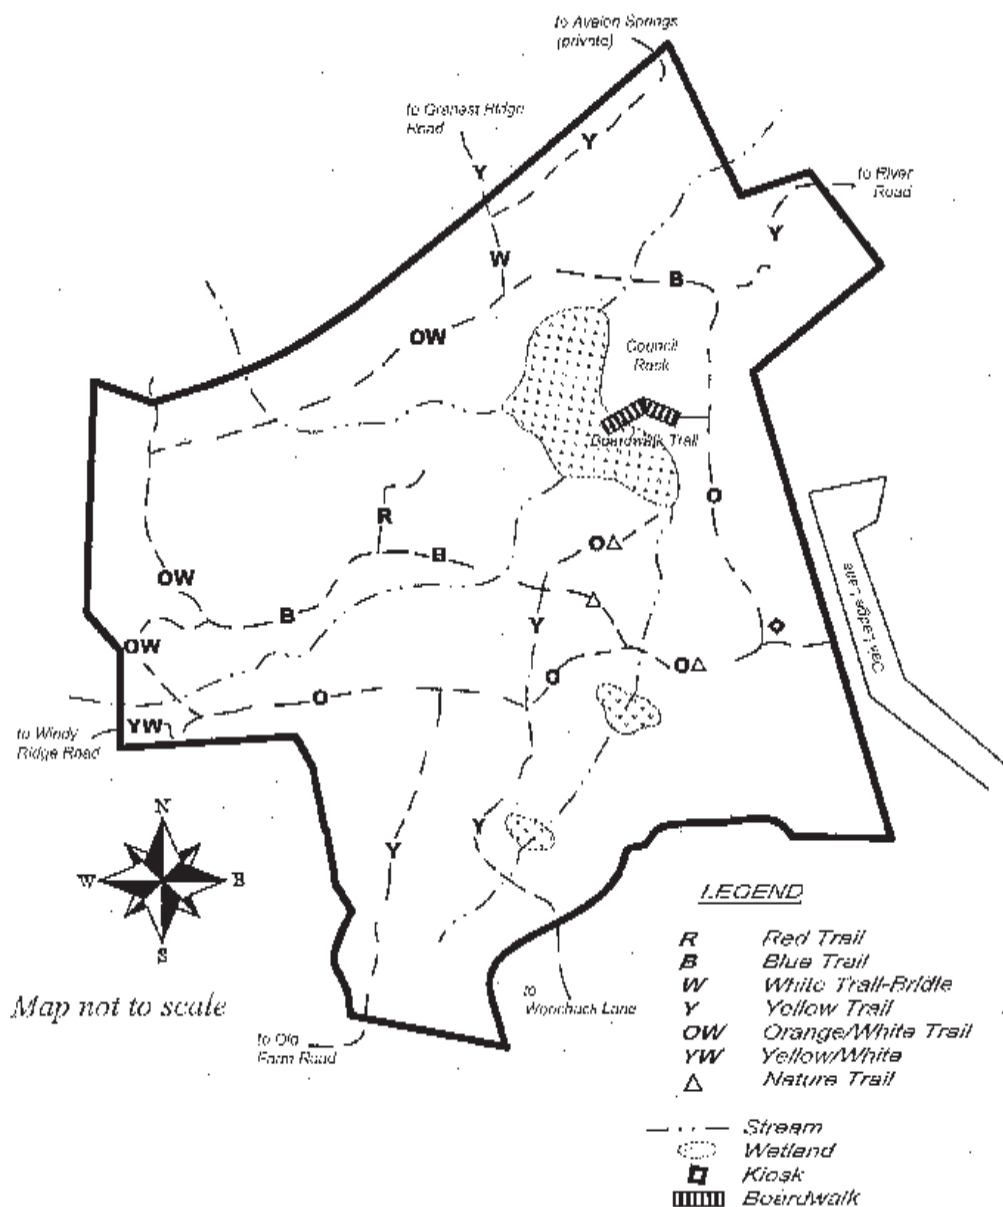 to Avalon Springs
(private)
to Granast Ridge
Road
Y
Y
to River
Road
Y
W
B
OW
Council
Rock
Boardwalk Trail
O
R
O△
B
OW
△
B
Y
OW
O△
O
O
YW
to Windy
Ridge Road
Y
Y
N
W
E
S
Map not to scale
to
Woodchuck Lane
to Old
Farm Road
LEGEND
R Red Trail
B Blue Trail
W White Trail-Bridle
Y Yellow Trail
OW Orange/White Trail
YW Yellow/White
△ Nature Trail
Stream
Wetland
Kiosk
Boardwalk